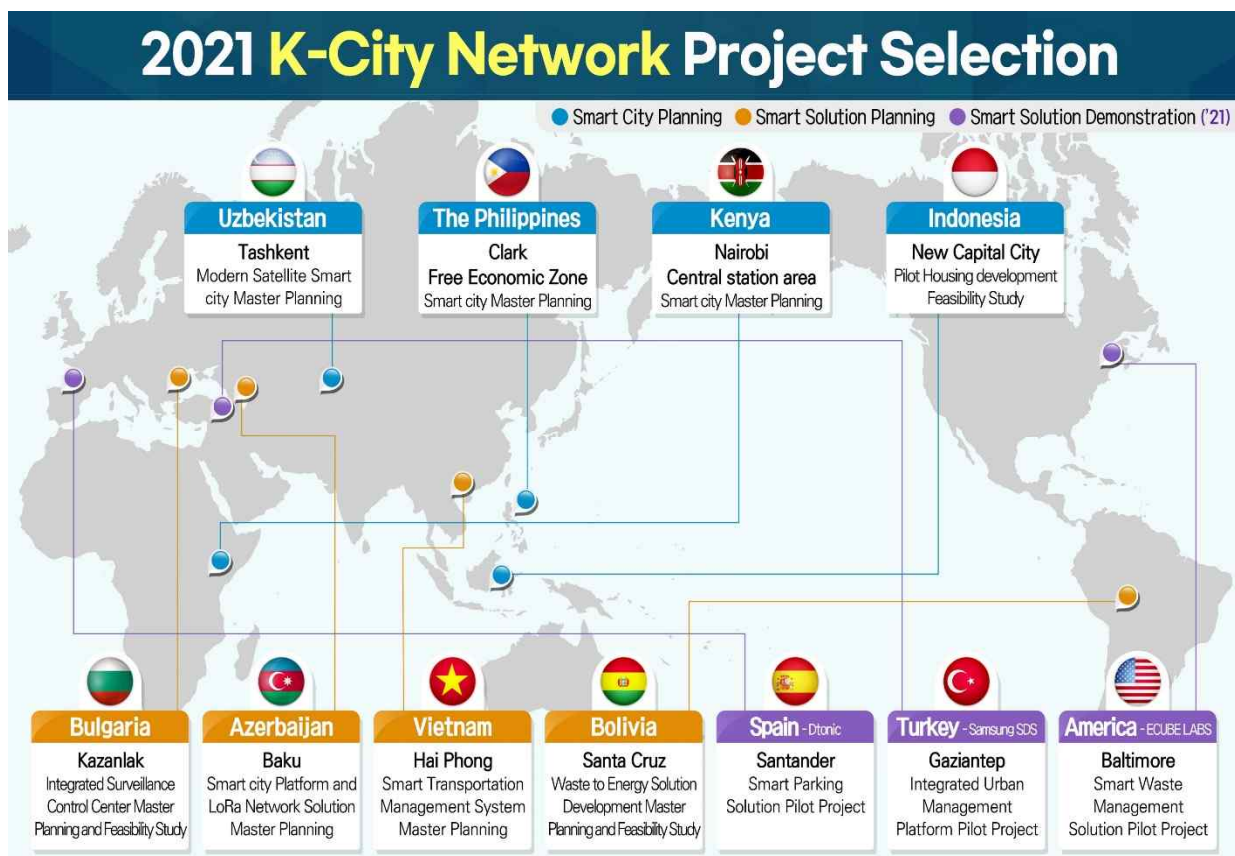 2021 K-City Network Project Selection
Smart City Planning Smart Solution Planning Smart Solution Demonstration ('21)
Uzbekistan
Tashkent
Modern Satellite Smart
city Master Planning
The Philippines
Clark
Free Economic Zone
Smart city Master Planning
Kenya
Nairobi
Central station area
Smart city Master Planning
Indonesia
New Capital City
Pilot Housing development
Feasibility Study
Bulgaria
Kazanlak
Integrated Surveillance
Control Center Master
Planning and Feasibility Study
Azerbaijan
Baku
Smart city Platform and
LoRa Network Solution
Master Planning
Vietnam
Hai Phong
Smart Transportation
Management System
Master Planning
Bolivia
Santa Cruz
Waste to Energy Solution
Development Master
Planning and Feasibility Study
Spain - Dtonic
Santander
Smart Parking
Solution Pilot Project
Turkey - Samsung SDS
Gaziantep
Integrated Urban
Management
Platform Pilot Project
America - ECUBE LABS
Baltimore
Smart Waste
Management
Solution Pilot Project